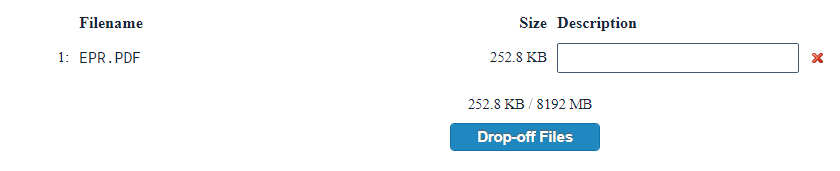 Filename Size Description
1: EPR.PDF 252.8 KB
252.8 KB / 8192 MB
Drop-off Files